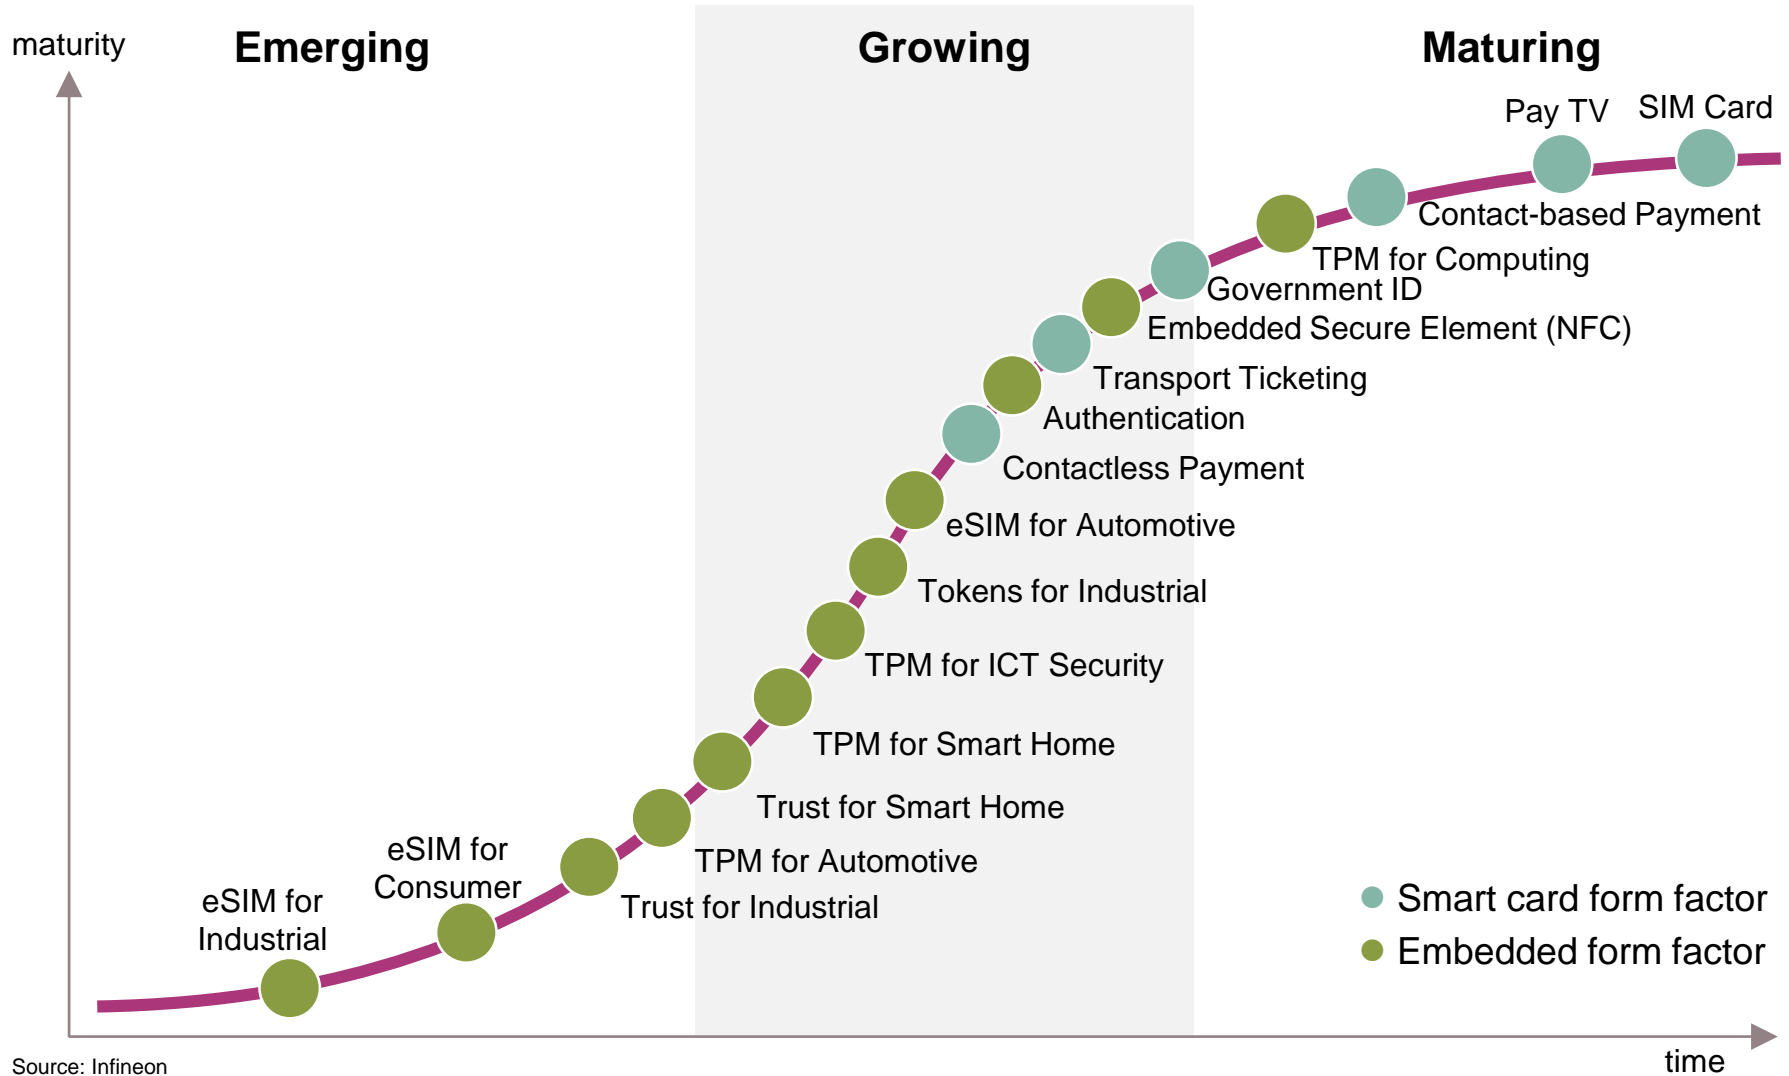 maturity
Emerging
Growing
Maturing
Pay TV
SIM Card
Contact-based Payment
TPM for Computing
Government ID
Embedded Secure Element (NFC)
Transport Ticketing
Authentication
Contactless Payment
eSIM for Automotive
Tokens for Industrial
TPM for ICT Security
TPM for Smart Home
Trust for Smart Home
TPM for Automotive
Trust for Industrial
eSIM for
Consumer
eSIM for
Industrial
Smart card form factor
Embedded form factor
time
Source: Infineon